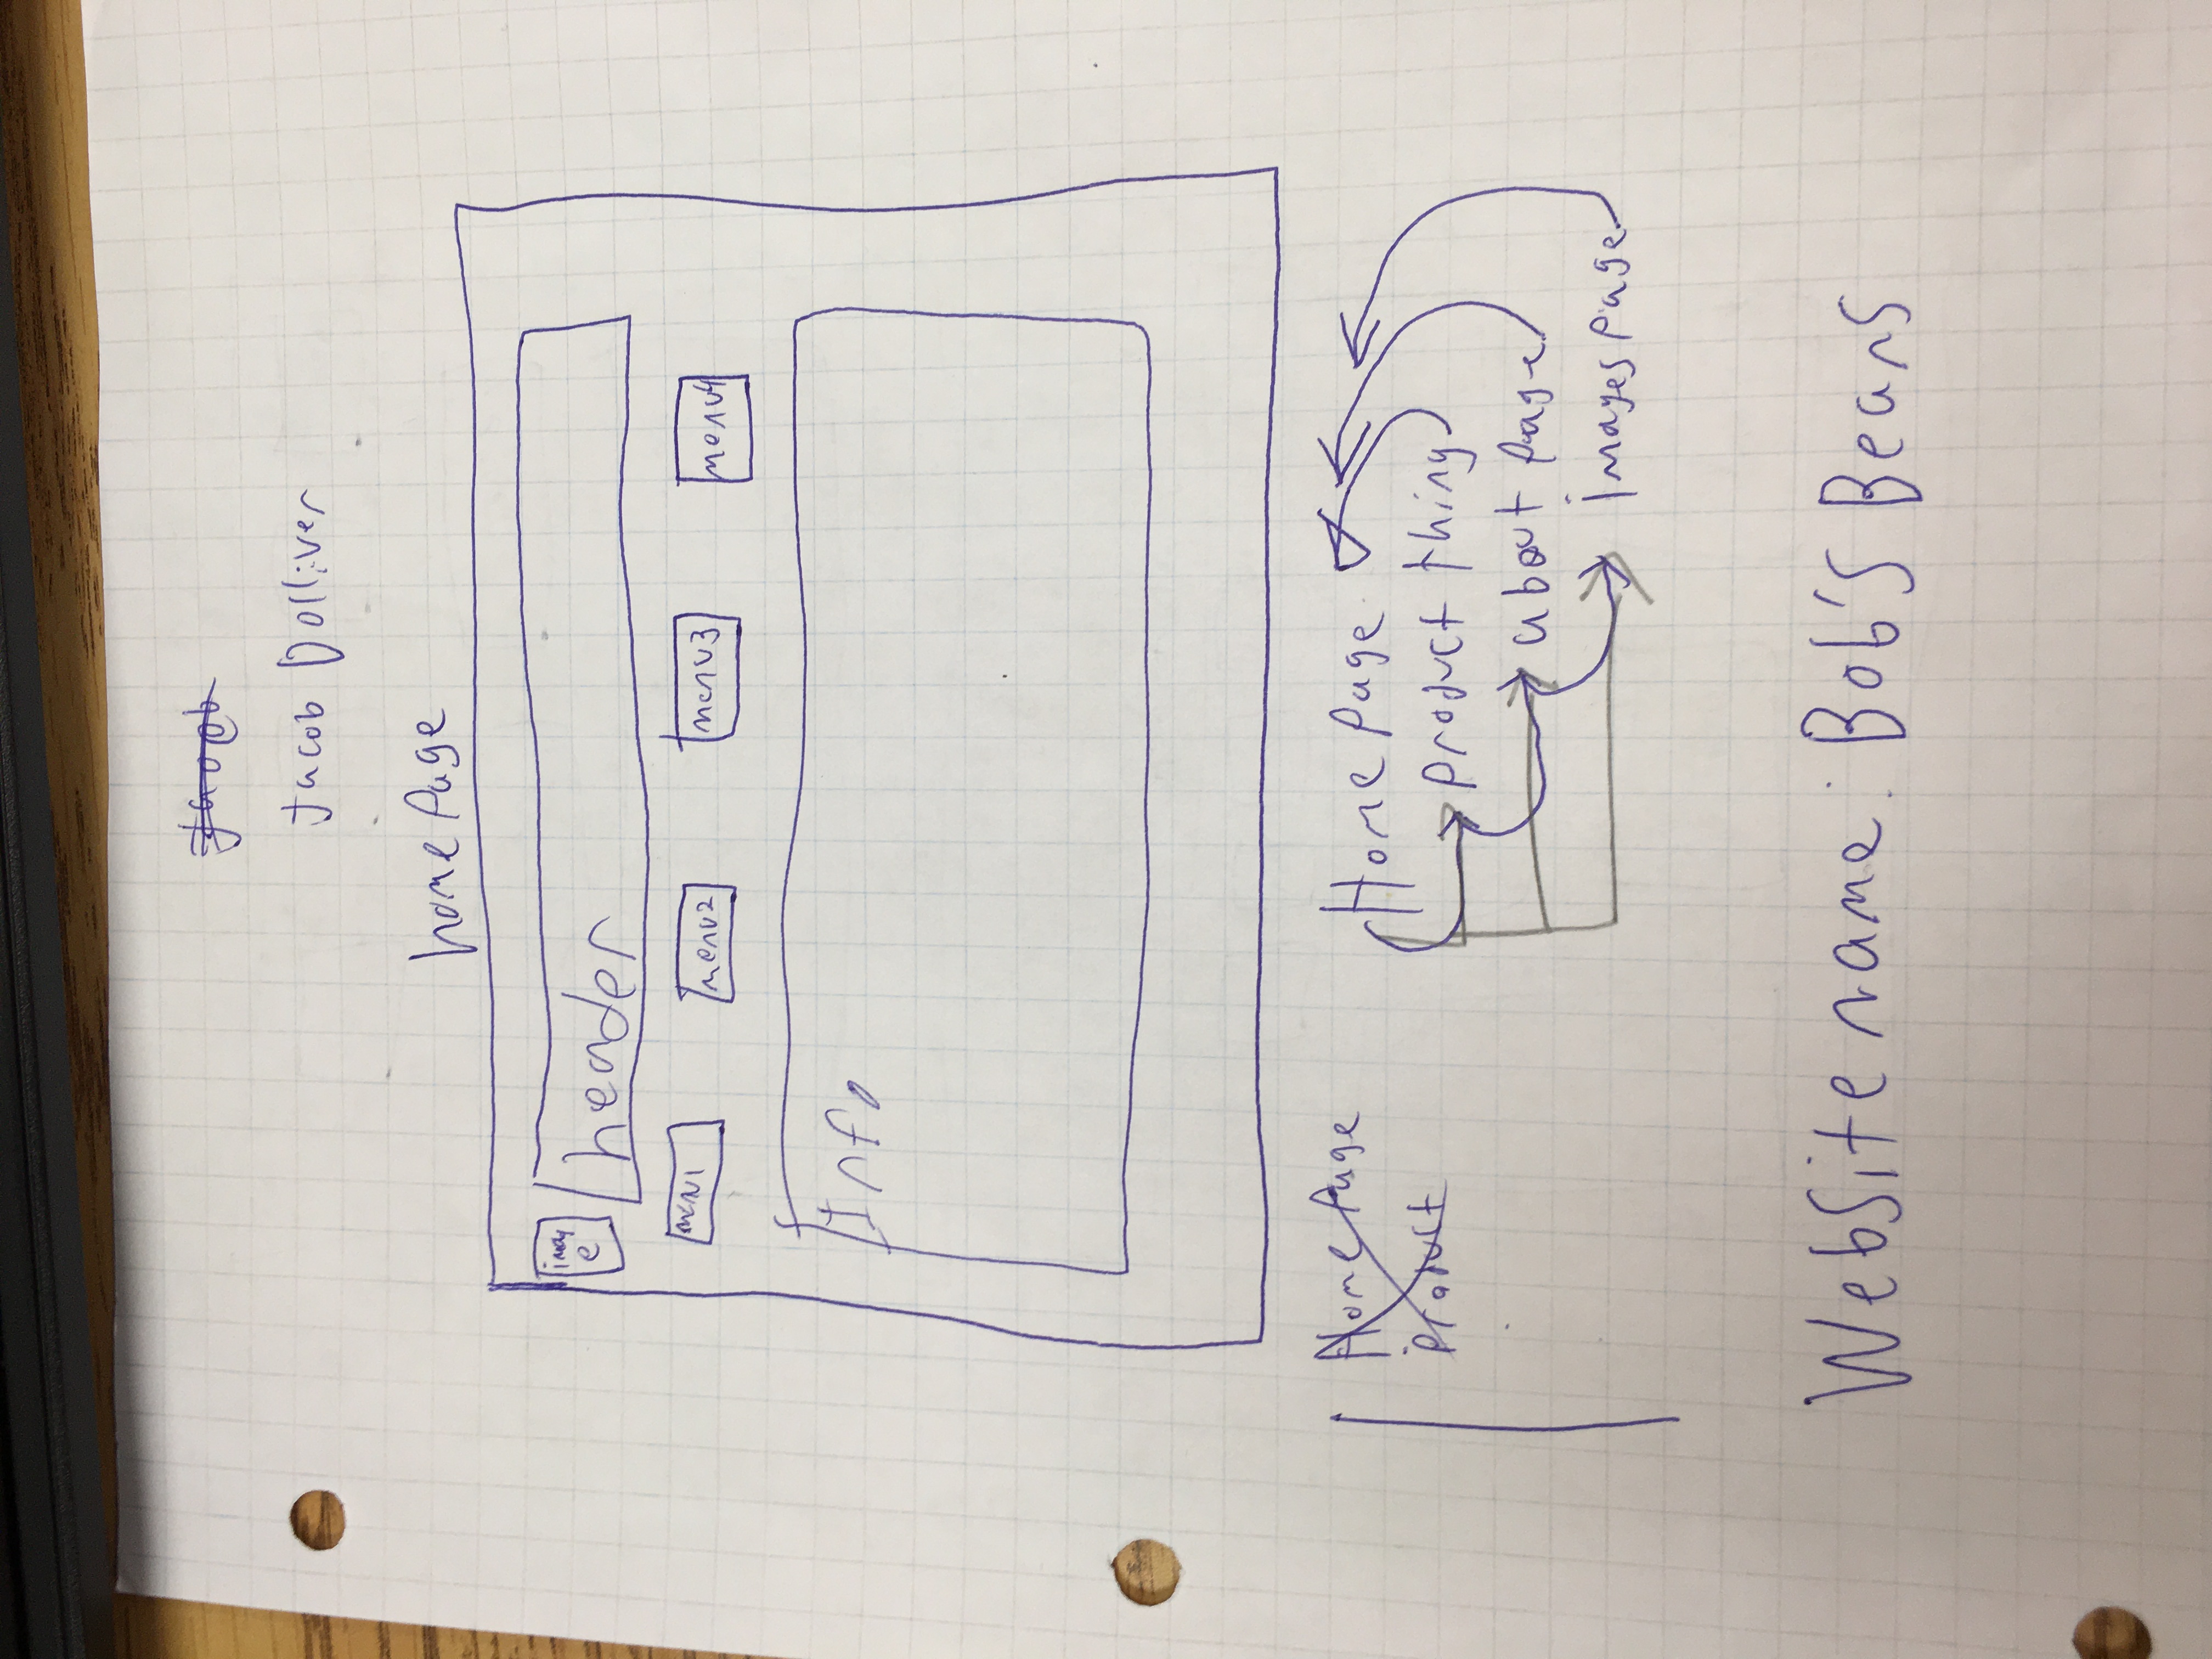 Jacob
Jacob Dolliver
home Page
image
header
menu1
menu2
menu3
menu4
Info
Home Page
Product
Home Page
Product thing
about Page
images Page
Website name: Bob's Beans